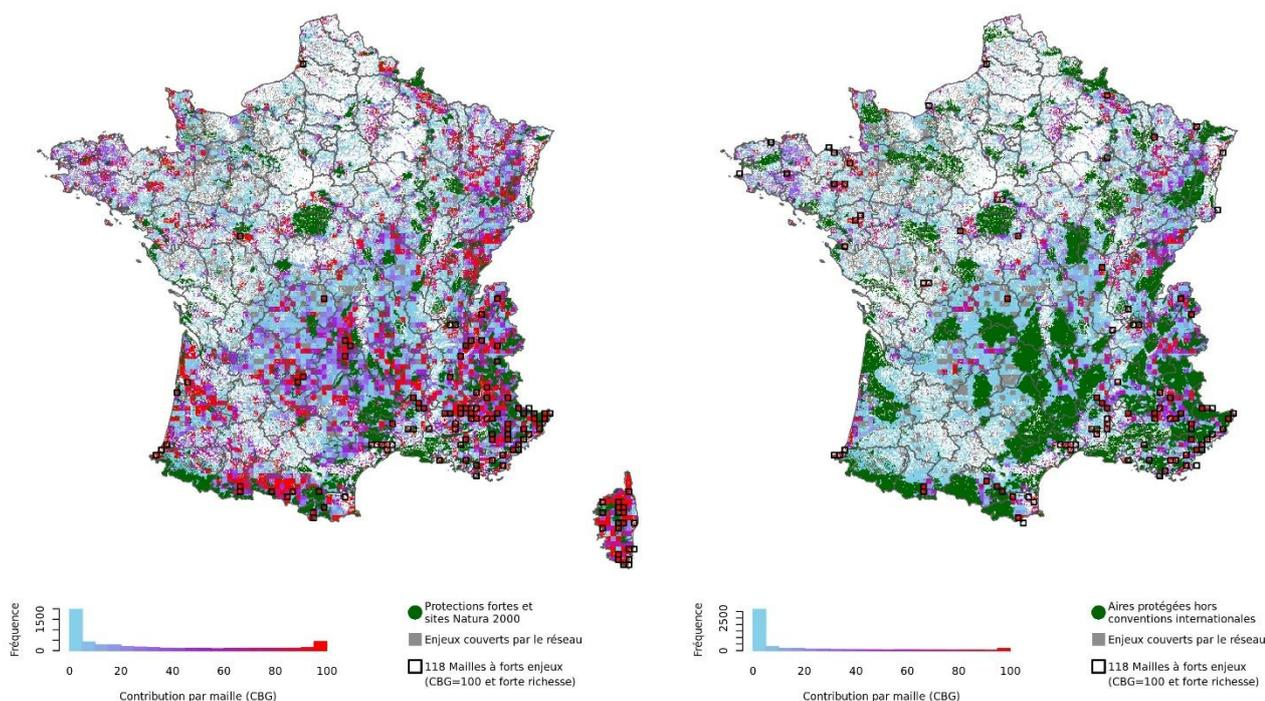 Fréquence
0 1500
0 20 40 60 80 100
Contribution par maille (CBG)
Protections fortes et
sites Natura 2000
Enjeux couverts par le réseau
118 Mailles à forts enjeux
(CBG=100 et forte richesse)
Fréquence
0 2500
0 20 40 60 80 100
Contribution par maille (CBG)
Aires protégées hors
conventions internationales
Enjeux couverts par le réseau
118 Mailles à forts enjeux
(CBG=100 et forte richesse)